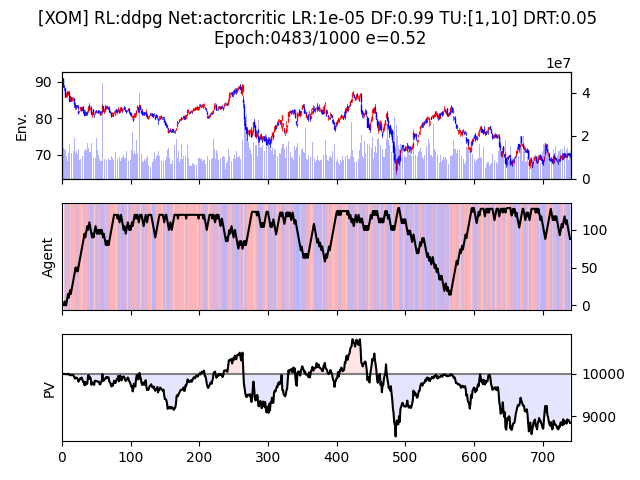 [XOM] RL:ddpg Net:actorcritic LR:1e-05 DF:0.99 TU:[1,10] DRT:0.05
Epoch:0483/1000 e=0.52
1e7
90
80
70
Env.
4
2
0
Agent
100
50
0
PV
10000
9000
0 100 200 300 400 500 600 700